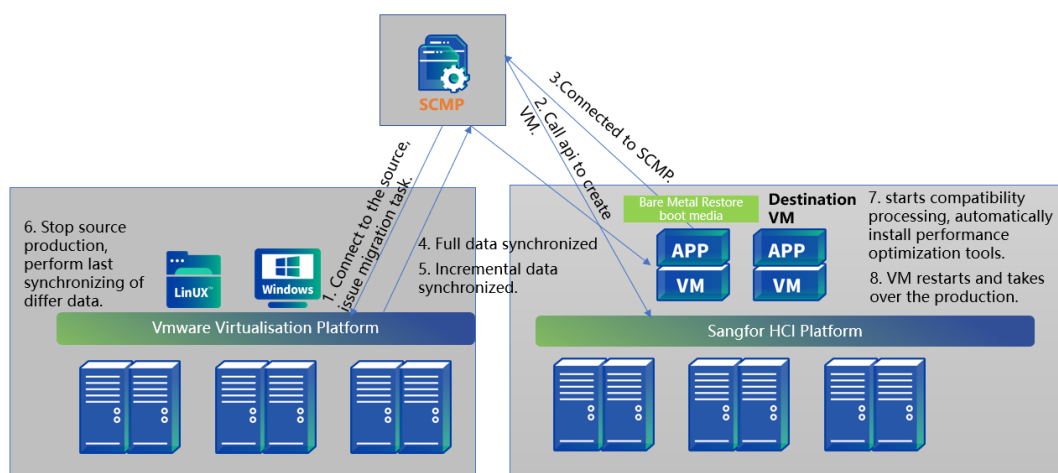 SCMP
1. Connect to the source,
issue migration task.
2. Call api to create
VM.
3.Connected to SCMP.
6. Stop source
production,
perform last
synchronizing of
differ data.
LinUX
Windows
4. Full data synchronized
5. Incremental data
synchronized.
Vmware Virtualisation Platform
Bare Metal Restore
boot media
Destination
VM
APP
VM
APP
VM
7. starts compatibility
processing, automatically
install performance
optimization tools.
8. VM restarts and takes
over the production.
Sangfor HCI Platform